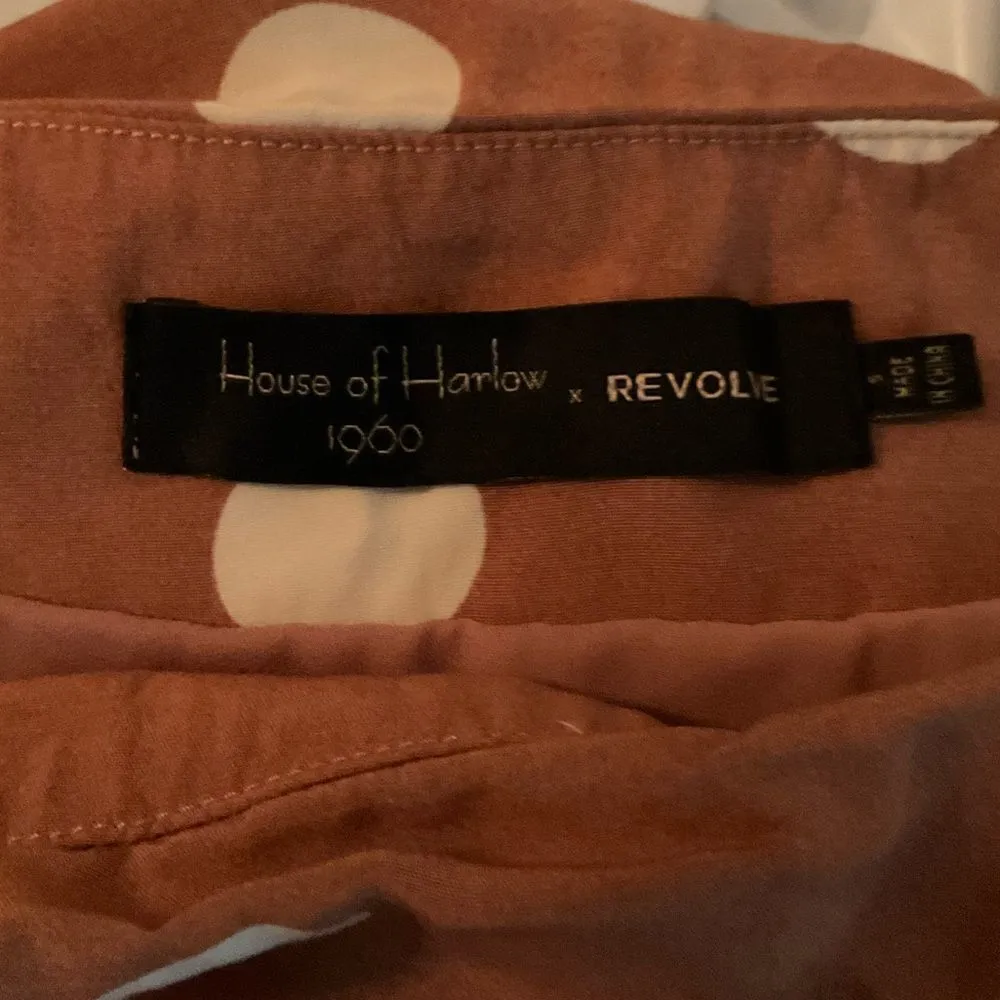 House of Harlow x REVOLVE
1960
S
MADE
IN CHINA